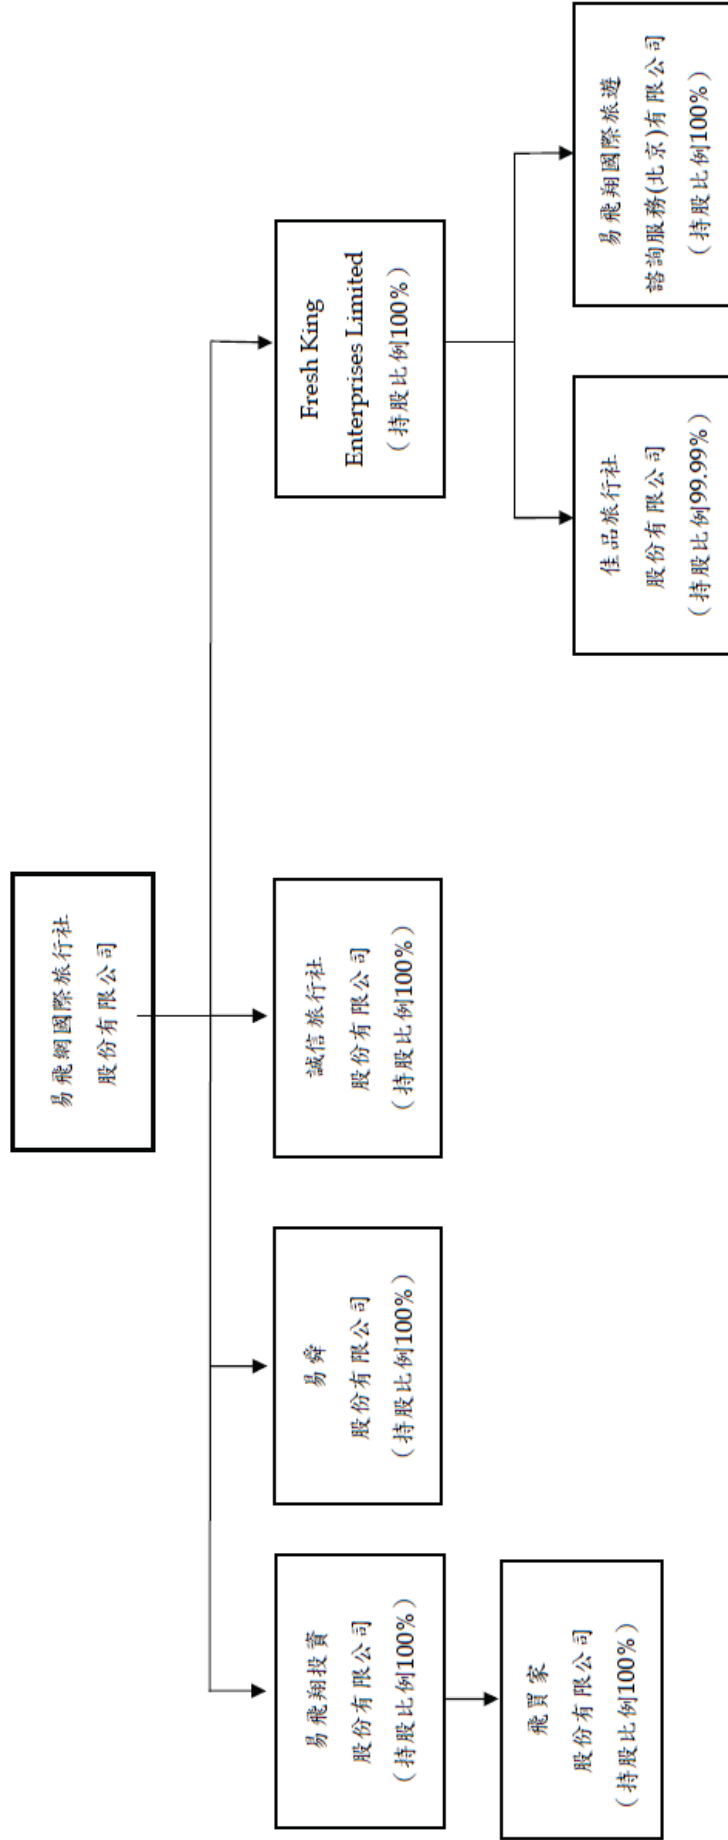 易飛網國際旅行社
股份有限公司
易飛翔投資
股份有限公司
(持股比例100%)
易舜
股份有限公司
(持股比例100%)
誠信旅行社
股份有限公司
(持股比例100%)
Fresh King
Enterprises Limited
(持股比例100%)
飛買家
股份有限公司
(持股比例100%)
佳品旅行社
股份有限公司
(持股比例99.99%)
易飛翔國際旅遊
諮詢服務(北京)有限公司
(持股比例100%)